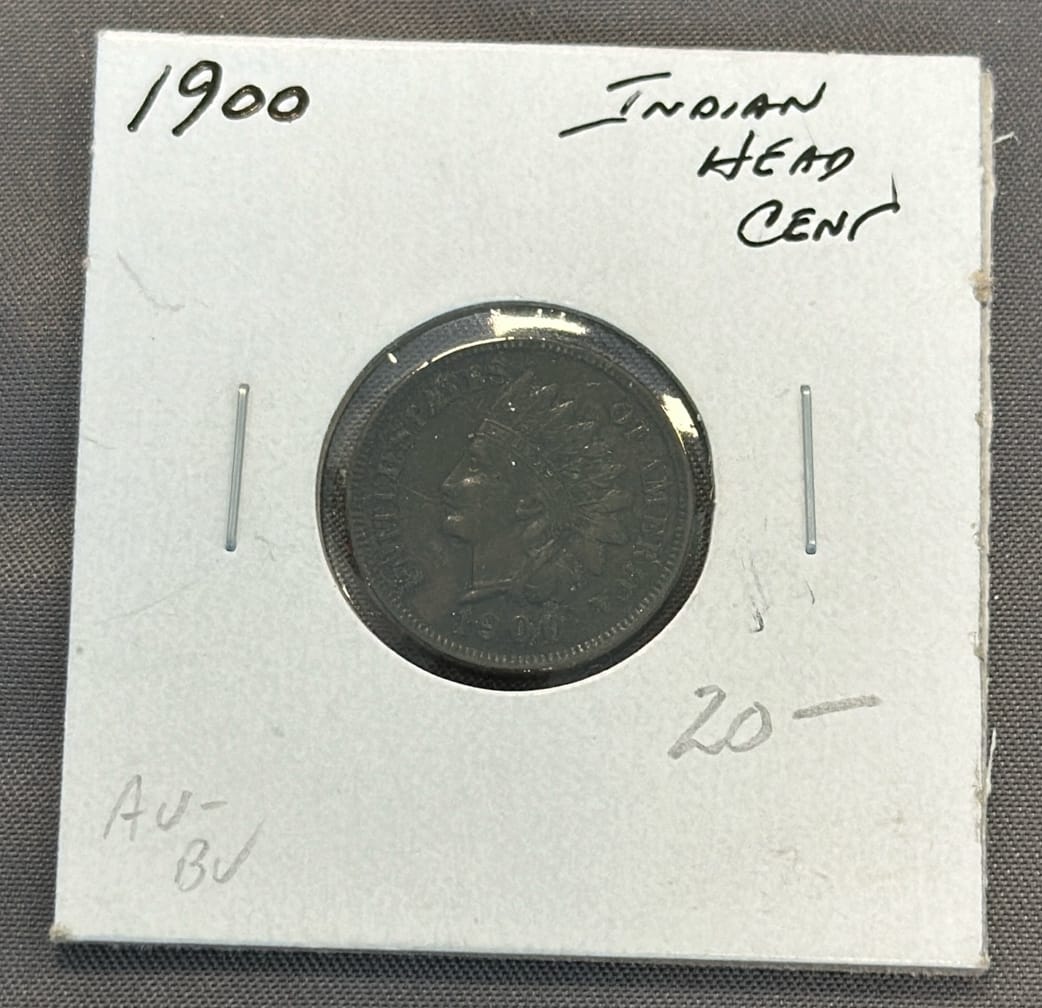 1900
INDIAN
HEAD
CENT
UNITED STATES OF AMERICA
1900
20-
AU-
BU